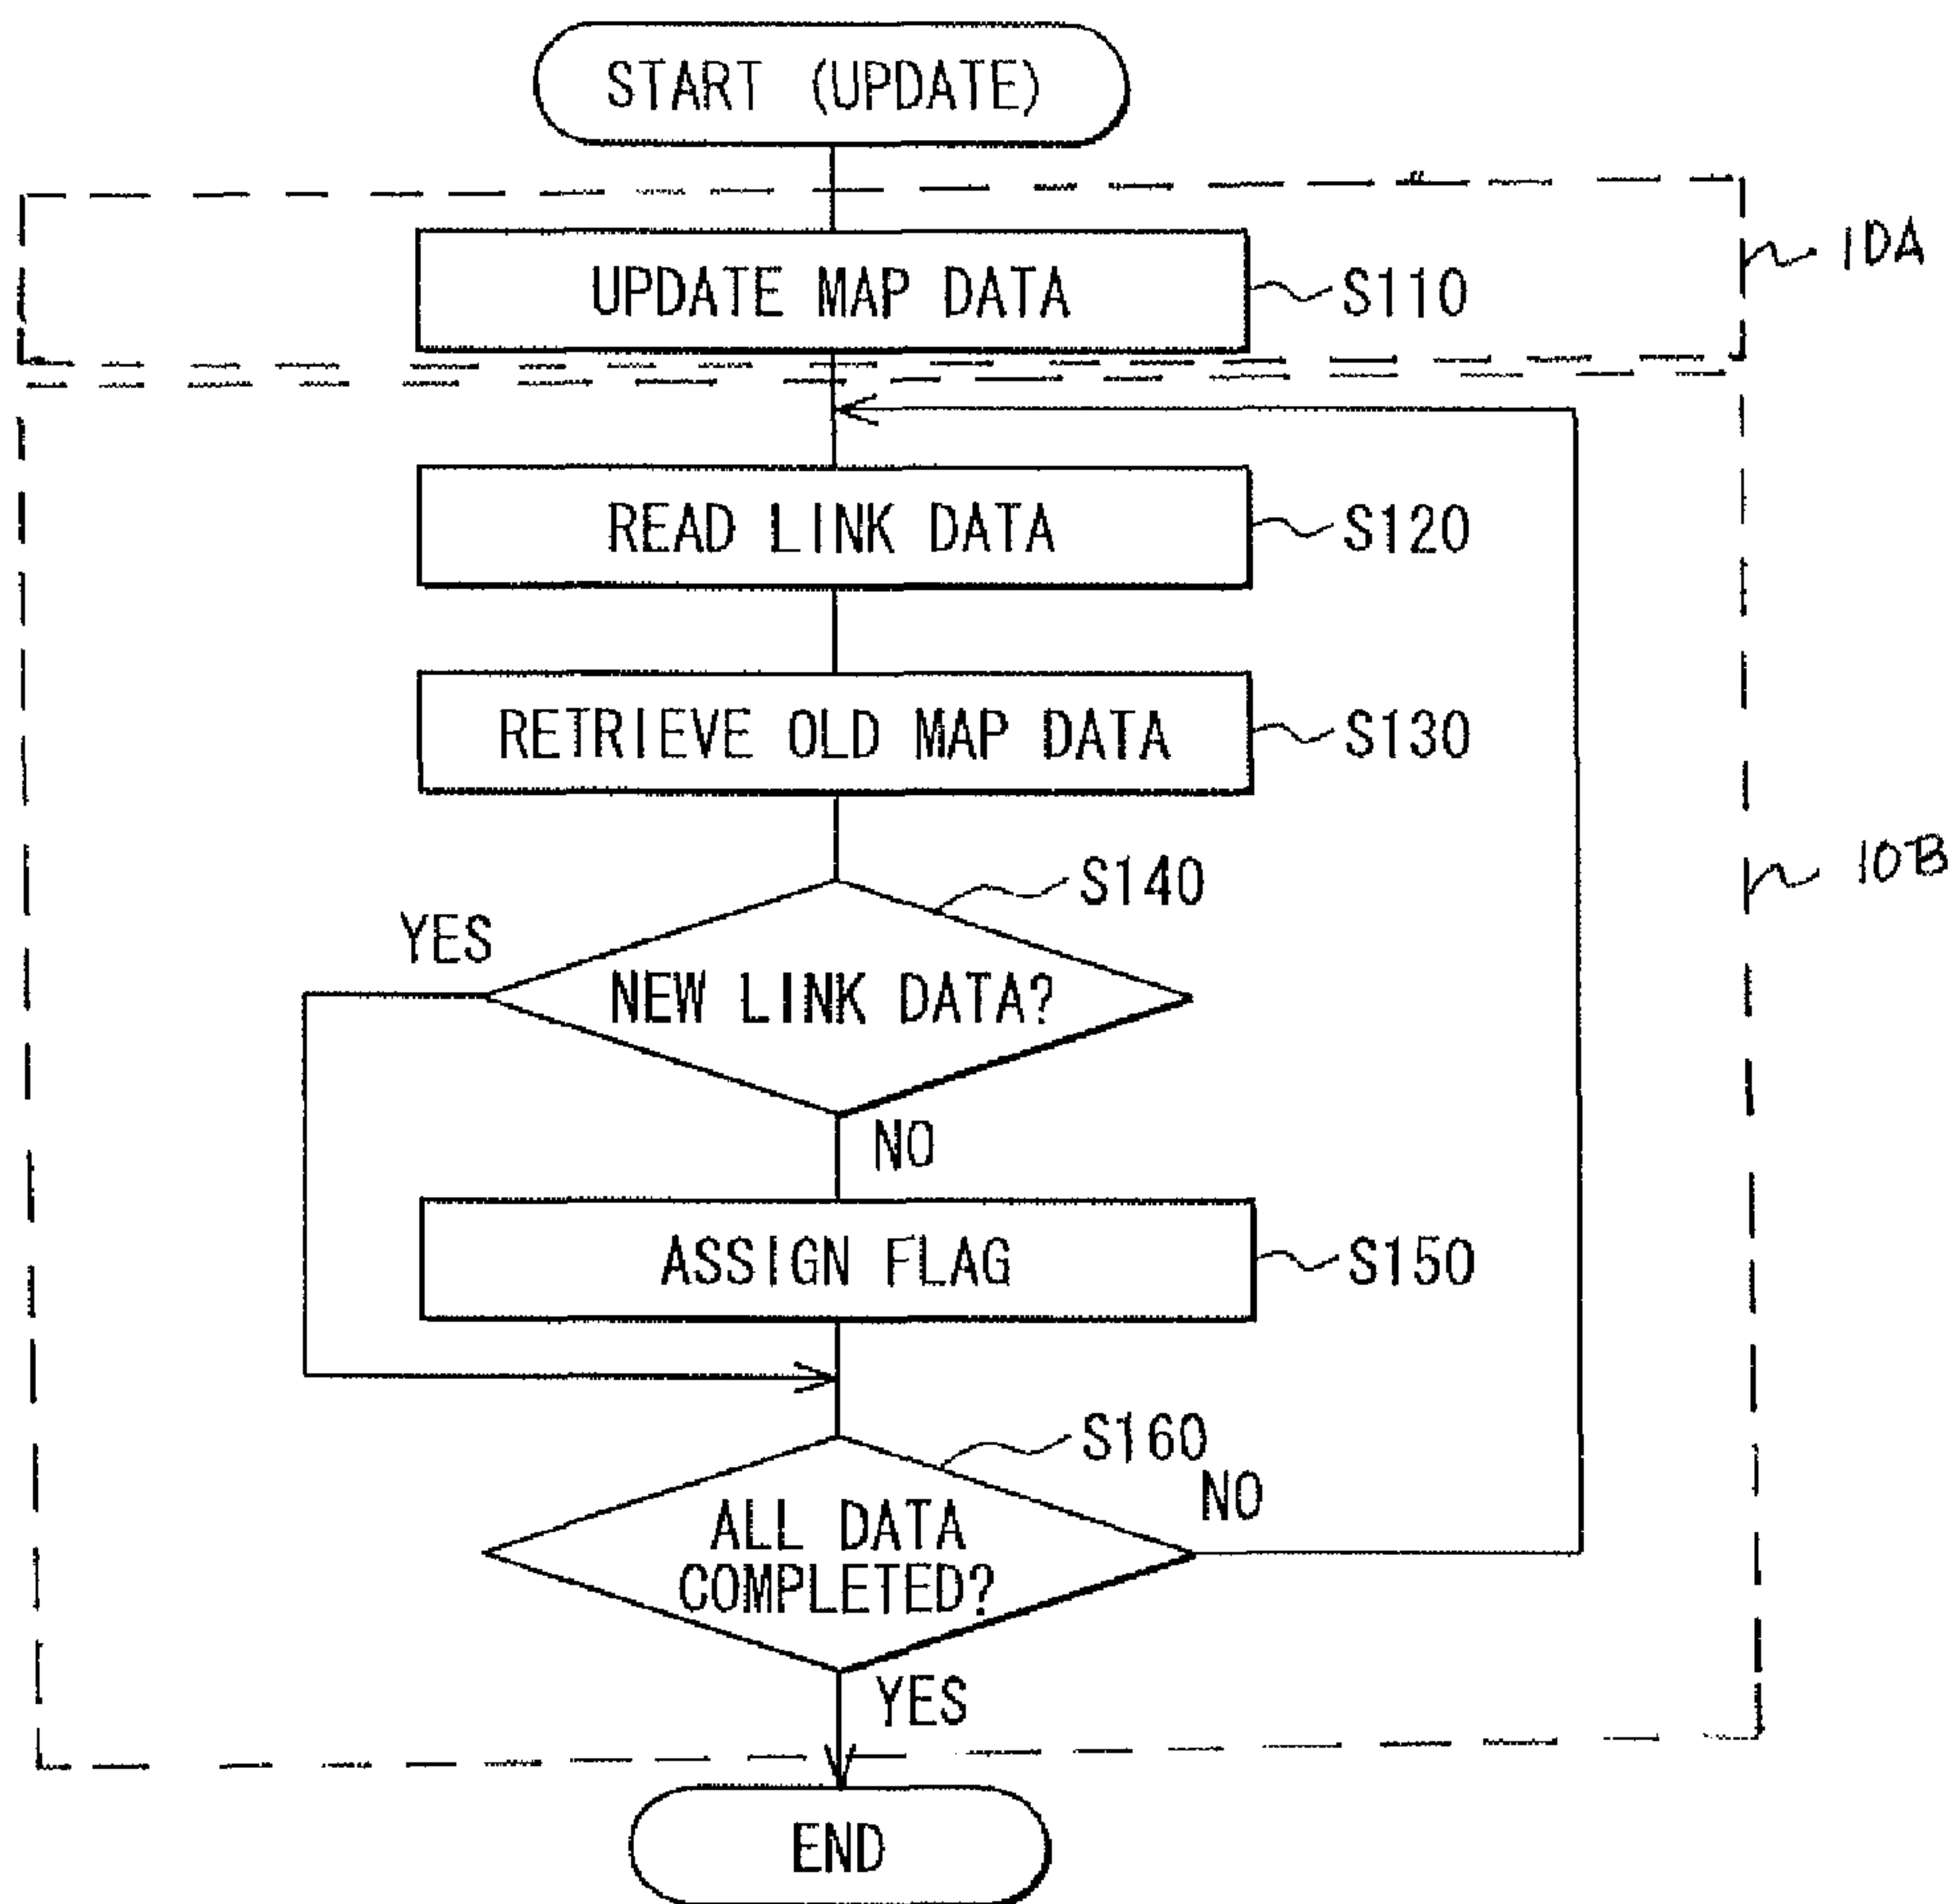 START (UPDATE)
10A
UPDATE MAP DATA
S110
READ LINK DATA
S120
RETRIEVE OLD MAP DATA
S130
10B
S140
YES
NEW LINK DATA?
NO
ASSIGN FLAG
S150
S160
NO
ALL DATA
COMPLETED?
YES
END